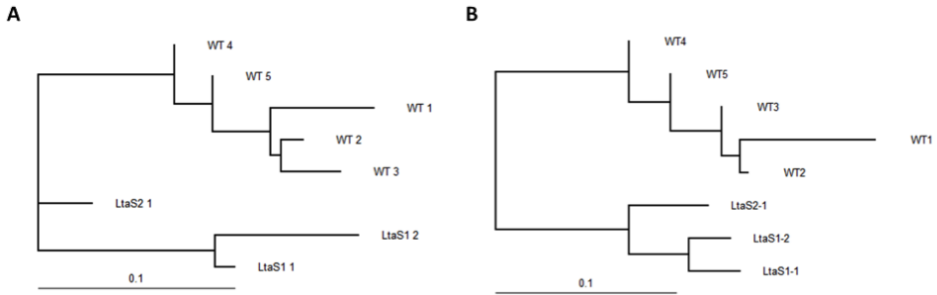 A
WT 4
WT 5
WT 1
WT 2
WT 3
LtaS2 1
LtaS1 2
LtaS1 1
0.1
B
WT4
WT5
WT3
WT1
WT2
LtaS2-1
LtaS1-2
LtaS1-1
0.1